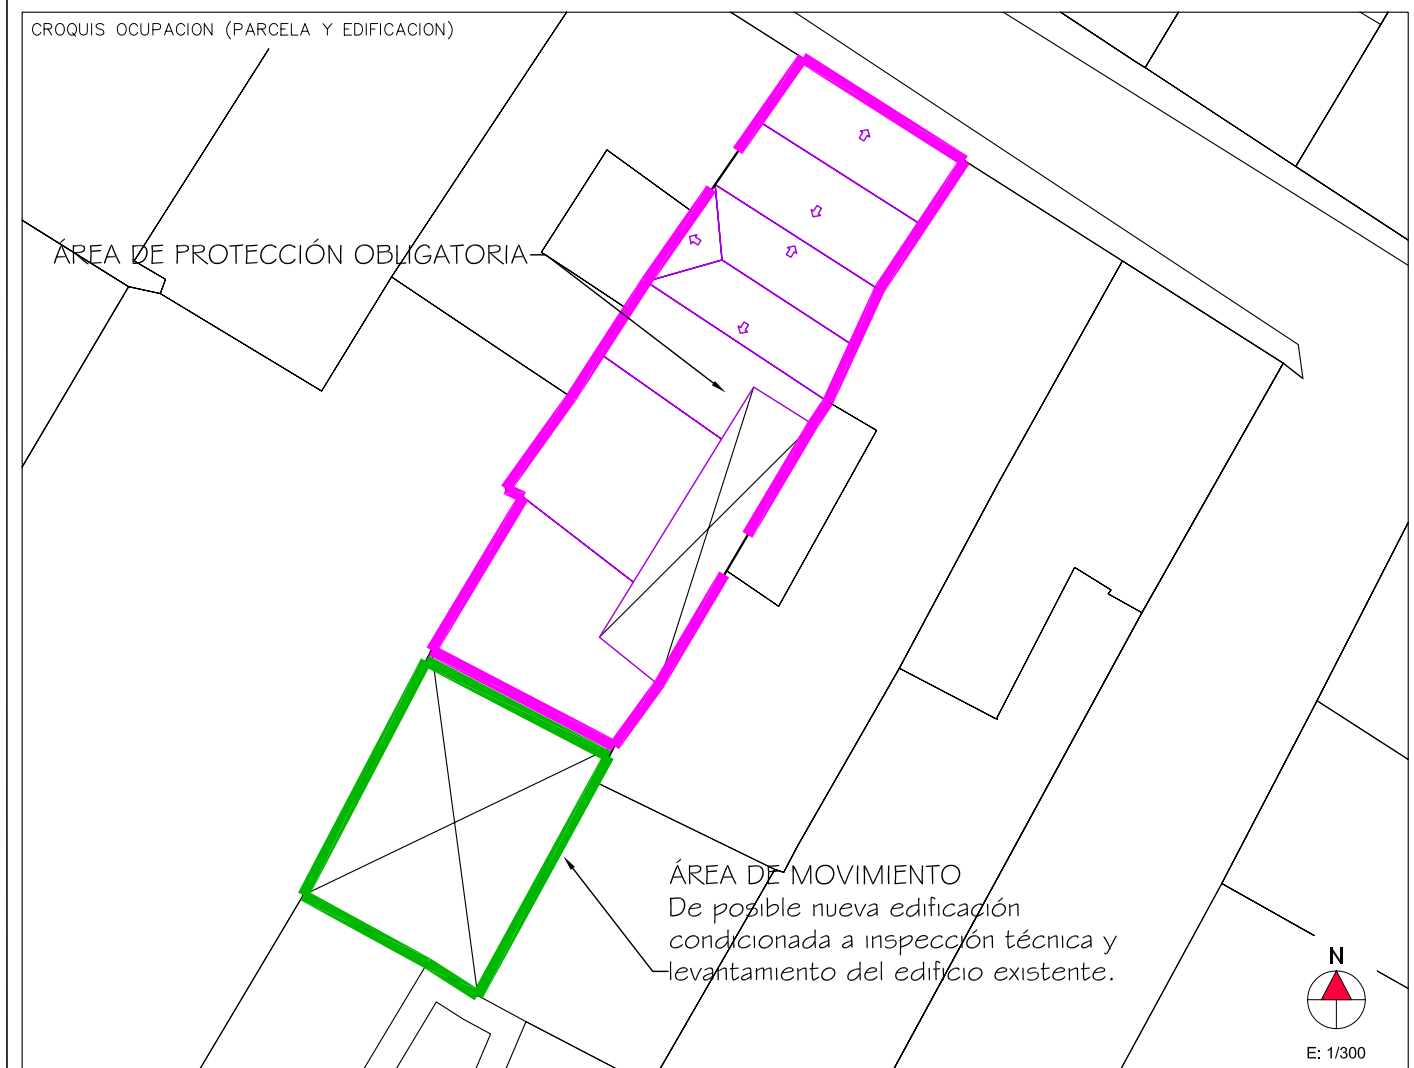 CROQUIS OCUPACION (PARCELA Y EDIFICACION)
ÁREA DE PROTECCIÓN OBLIGATORIA
ÁREA DE MOVIMIENTO
De posible nueva edificación
condicionada a inspección técnica y
levantamiento del edificio existente.
N
E: 1/300